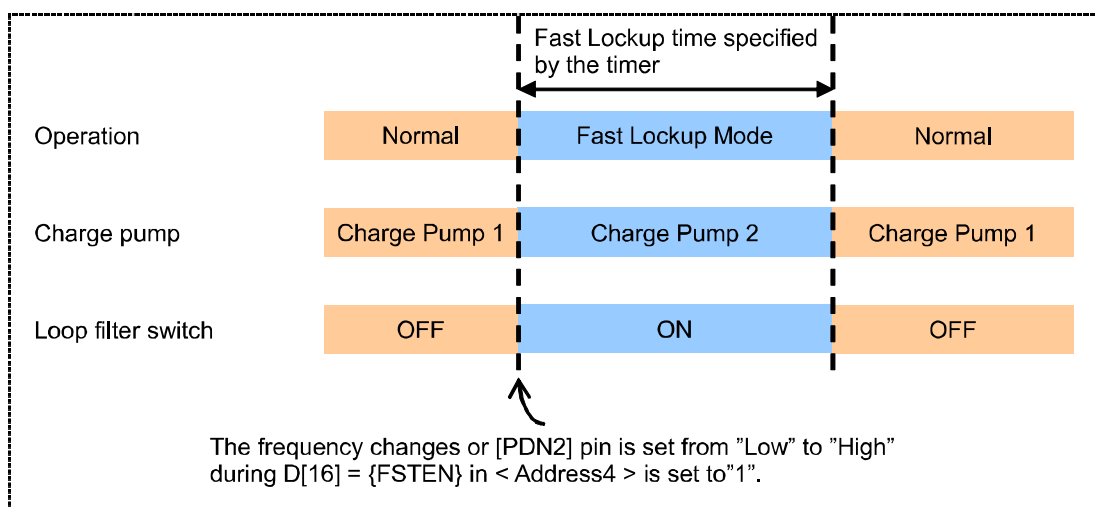 Fast Lockup time specified
by the timer
Operation
Normal
Fast Lockup Mode
Normal
Charge pump
Charge Pump 1
Charge Pump 2
Charge Pump 1
Loop filter switch
OFF
ON
OFF
The frequency changes or [PDN2] pin is set from ”Low” to ”High”
during D[16] = {FSTEN} in < Address4 > is set to”1”.